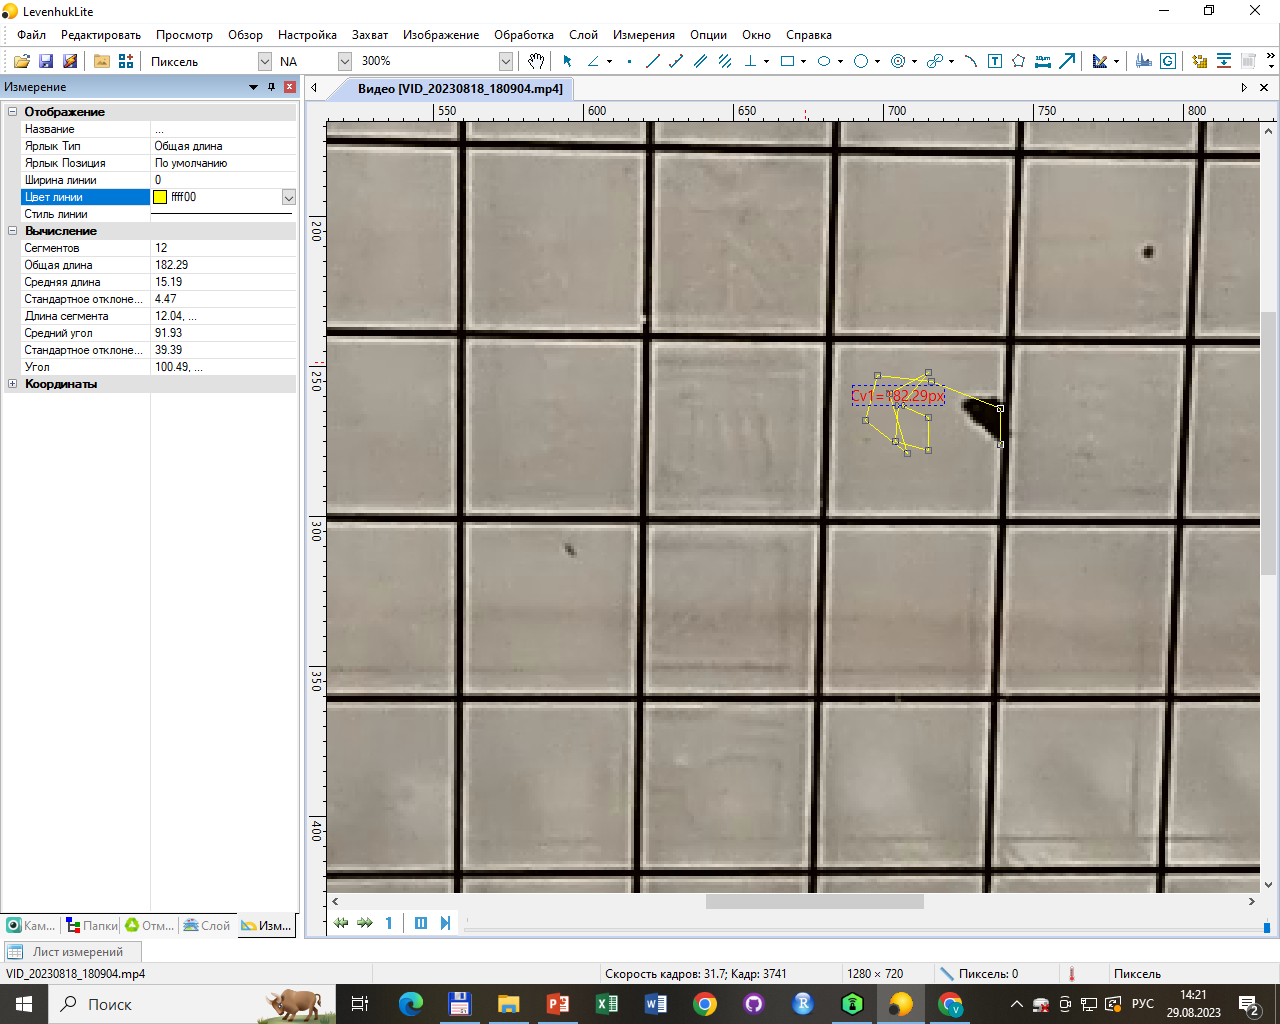 LevenhukLite
Файл Редактировать Просмотр Обзор Настройка Захват Изображение Обработка Слой Измерения Опции Окно Справка
Пиксель NA 300%
Измерение
Видео [VID_20230818_180904.mp4]
550 600 650 700 750 800
200
250
300
350
400
Отображение
Название ...
Ярлык Тип Общая длина
Ярлык Позиция По умолчанию
Ширина линии 0
Цвет линии ffff00
Стиль линии
Вычисление
Сегментов 12
Общая длина 182.29
Средняя длина 15.19
Стандартное отклоне... 4.47
Длина сегмента 12.04, ...
Средний угол 91.93
Стандартное отклоне... 39.39
Угол 100.49, ...
Координаты
Cv1=182.29px
1
Кам... Папки Отм... Слой Изм...
Лист измерений
VID_20230818_180904.mp4 Скорость кадров: 31.7; Кадр: 3741 1280 × 720 Пиксель: 0 Пиксель
Поиск
РУС
14:21
29.08.2023
2